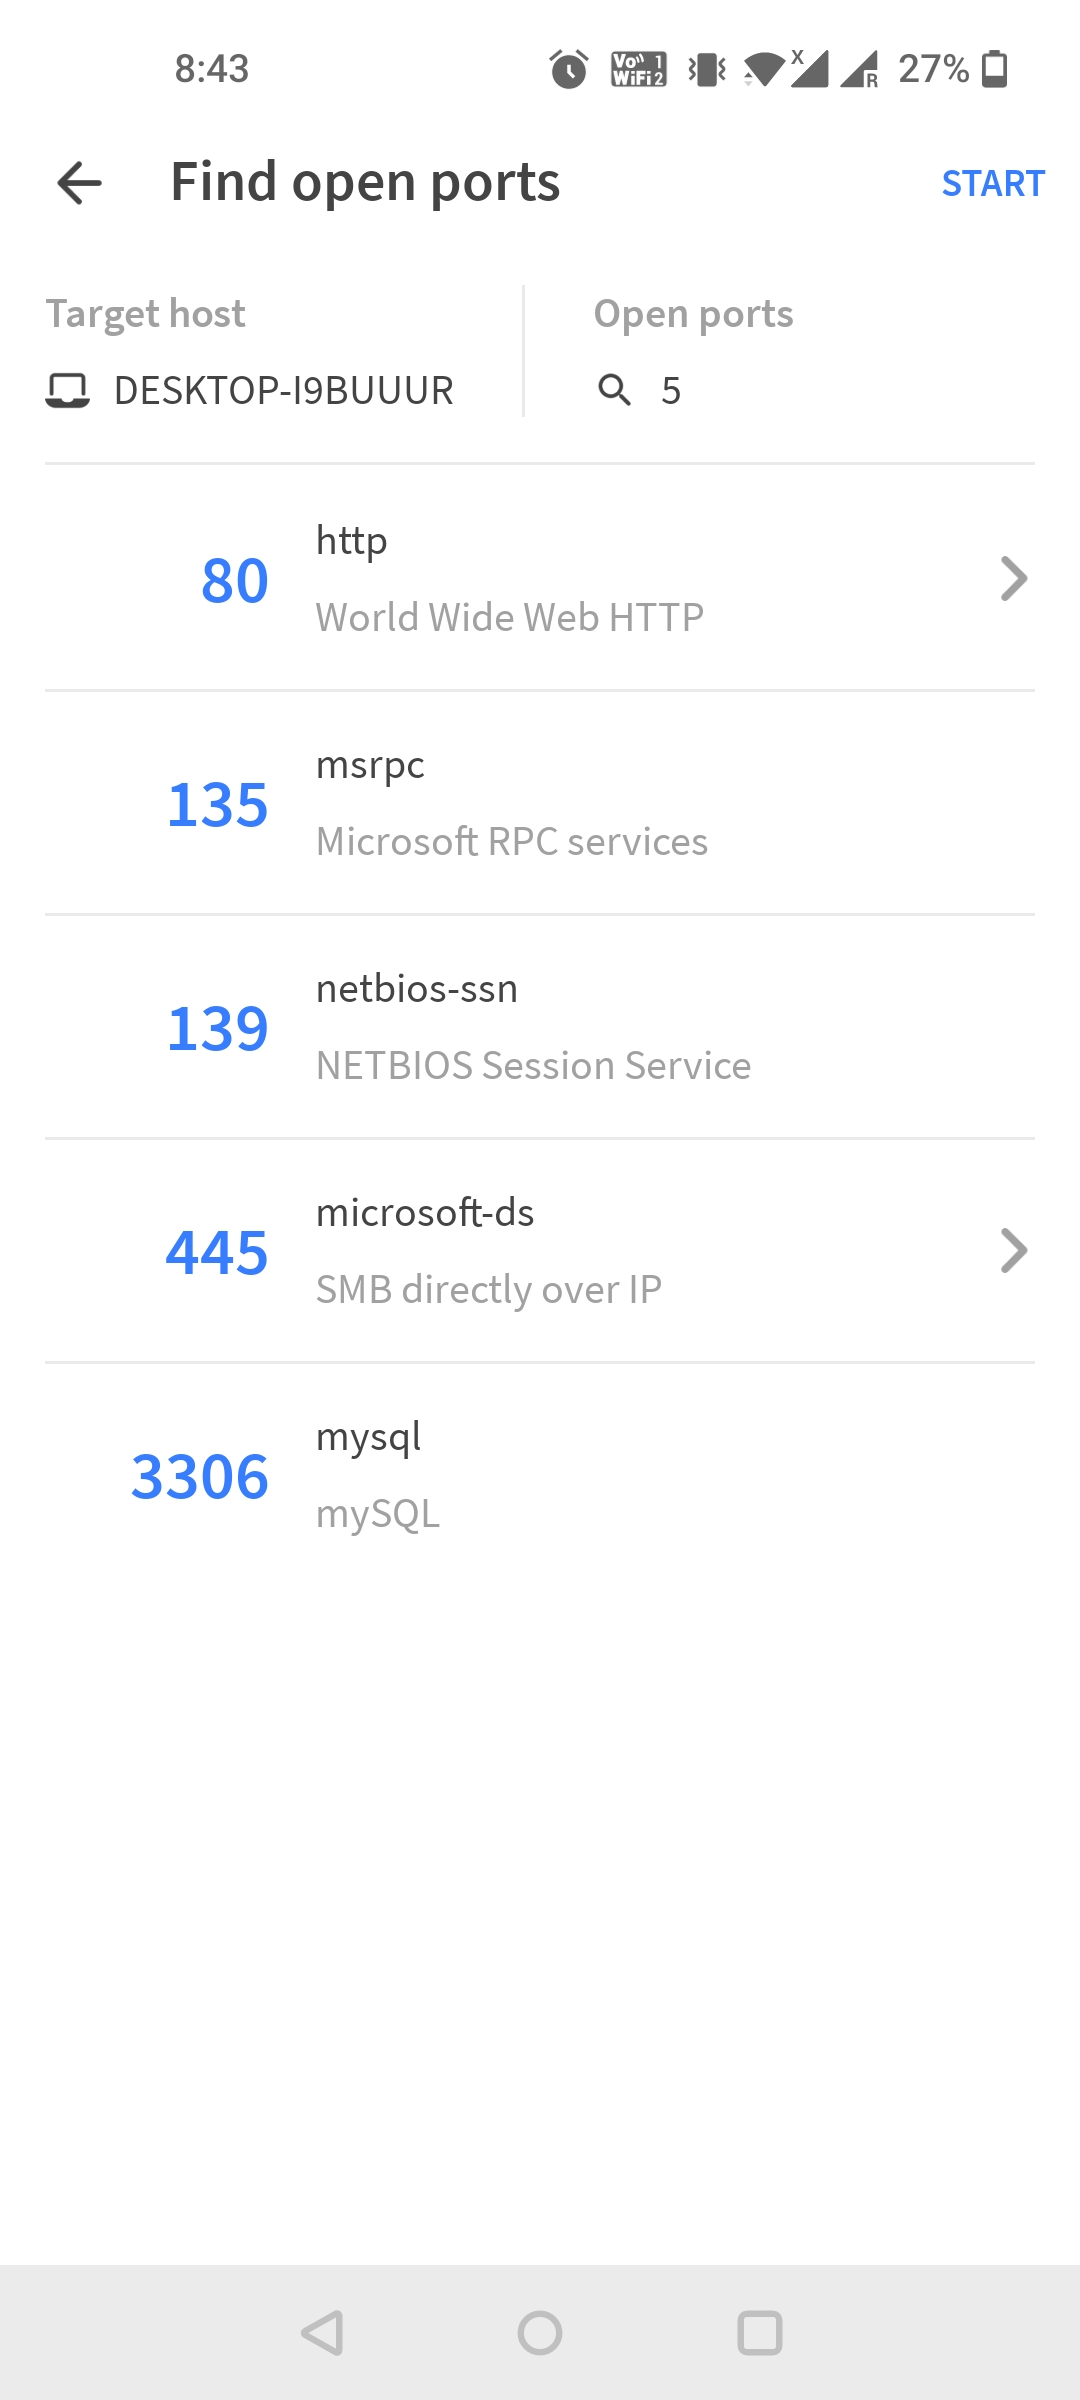 8:43
Vo 1
WiFi 2
X
R
27%
Find open ports
START
Target host
Open ports
DESKTOP-I9BUUUR
5
80
http
World Wide Web HTTP
135
msrpc
Microsoft RPC services
139
netbios-ssn
NETBIOS Session Service
445
microsoft-ds
SMB directly over IP
3306
mysql
mySQL